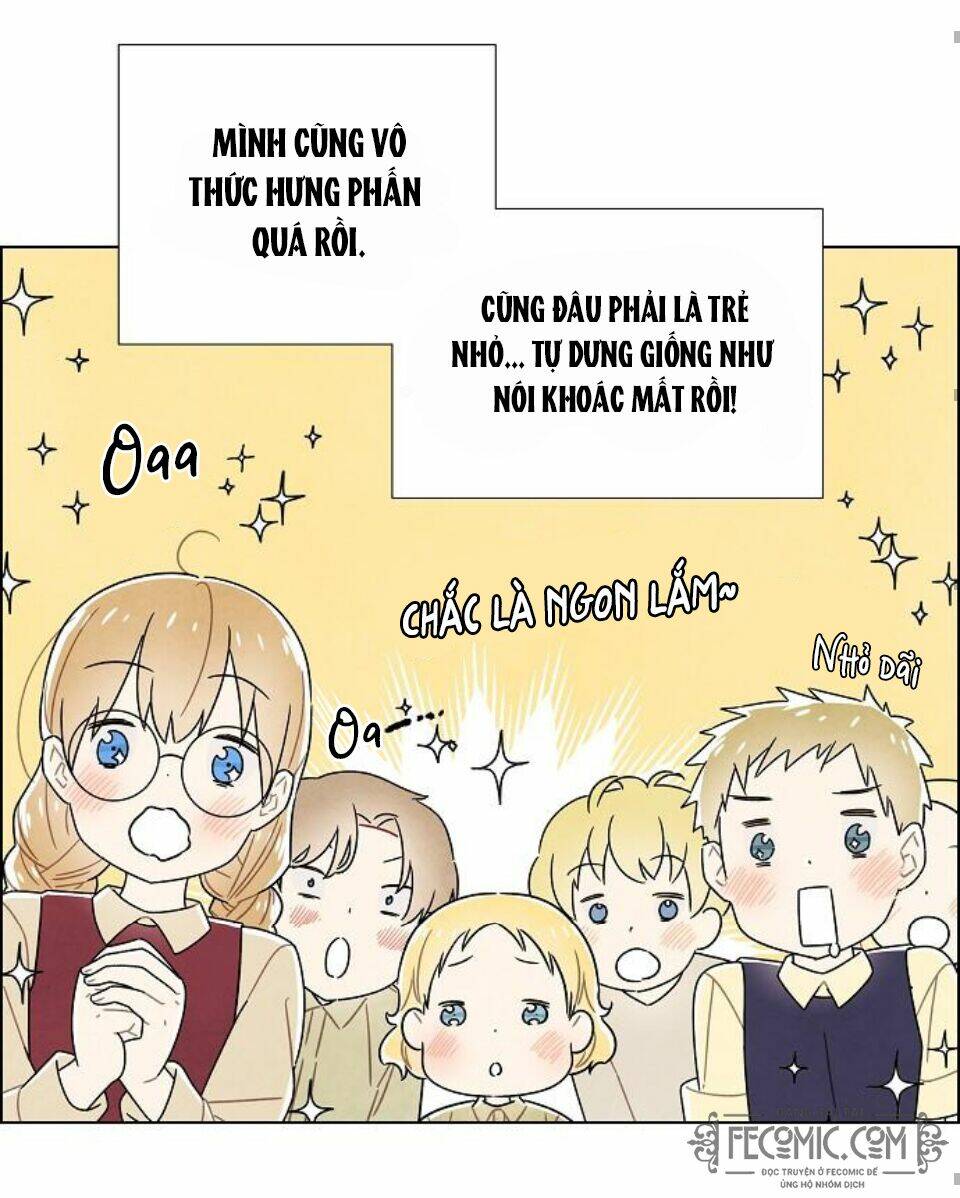 MÌNH CŨNG VÔ
THỨC HƯNG PHẤN
QUÁ RỒI.
CŨNG ĐÂU PHẢI LÀ TRẺ
NHỎ... TỰ DƯNG GIỐNG NHƯ
NÓI KHOÁC MẤT RỒI!
Oaa
CHẮC LÀ NGON LẮM~
Nhỏ dãi
Oa
FECOMIC.COM
ĐỌC TRUYỆN Ở FECOMIC ĐỂ
ỦNG HỘ NHÓM DỊCH